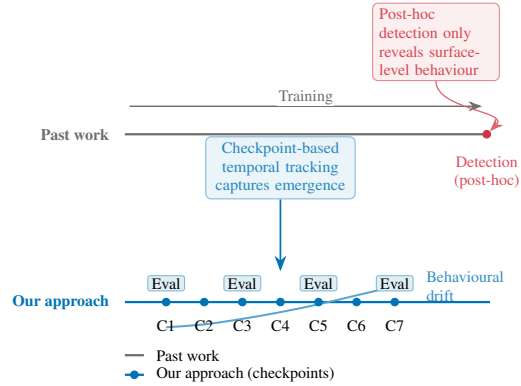 Post-hoc
detection only
reveals surface-
level behaviour
Training
Past work
Checkpoint-based
temporal tracking
captures emergence
Detection
(post-hoc)
Eval Eval Eval Eval
Behavioural
drift
Our approach
C1 C2 C3 C4 C5 C6 C7
Past work
Our approach (checkpoints)